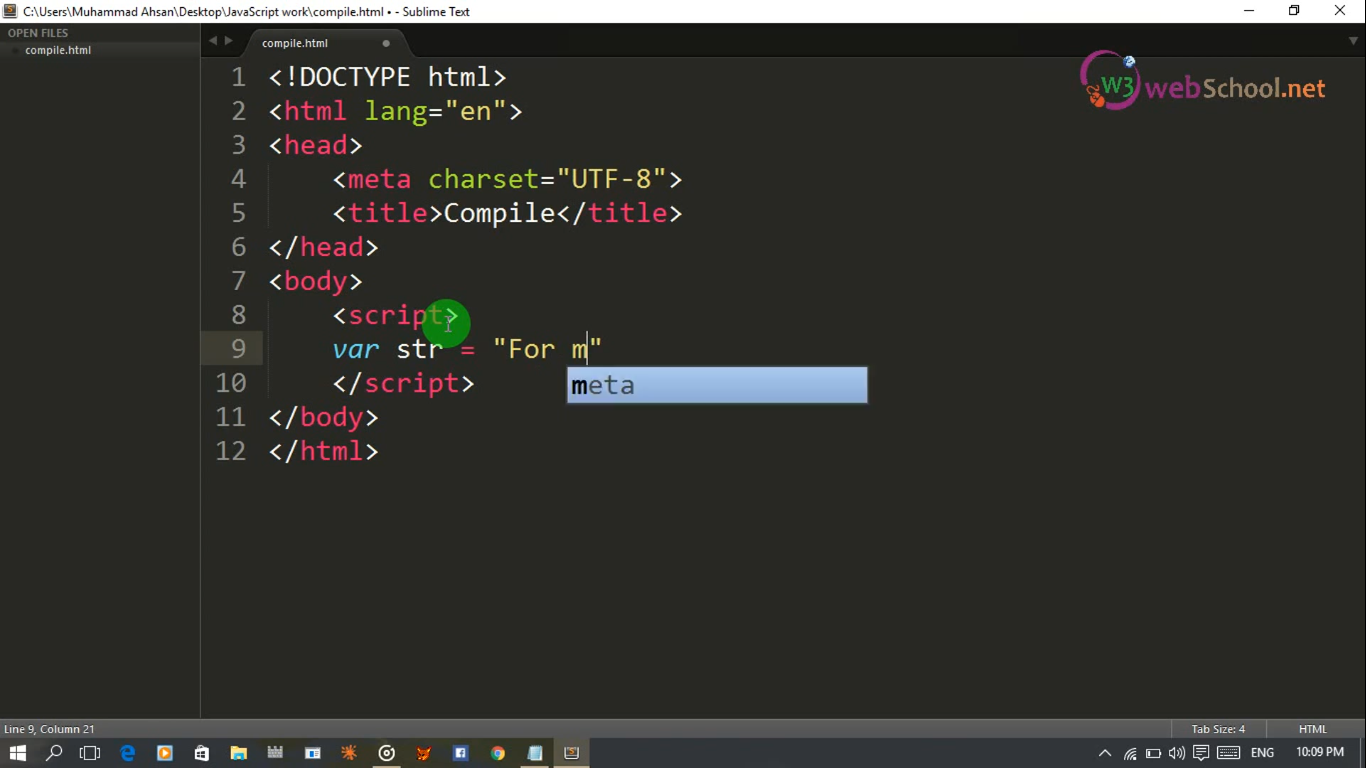 C:\Users\Muhammad Ahsan\Desktop\JavaScript work\compile.html • - Sublime Text
OPEN FILES
compile.html
compile.html
W3 webSchool.net
1 <!DOCTYPE html>
2 <html lang="en">
3 <head>
4 <meta charset="UTF-8">
5 <title>Compile</title>
6 </head>
7 <body>
8 <script>
9 var str = "For m"
meta
10 </script>
11 </body>
12 </html>
Line 9, Column 21
Tab Size: 4
HTML
ENG
10:09 PM